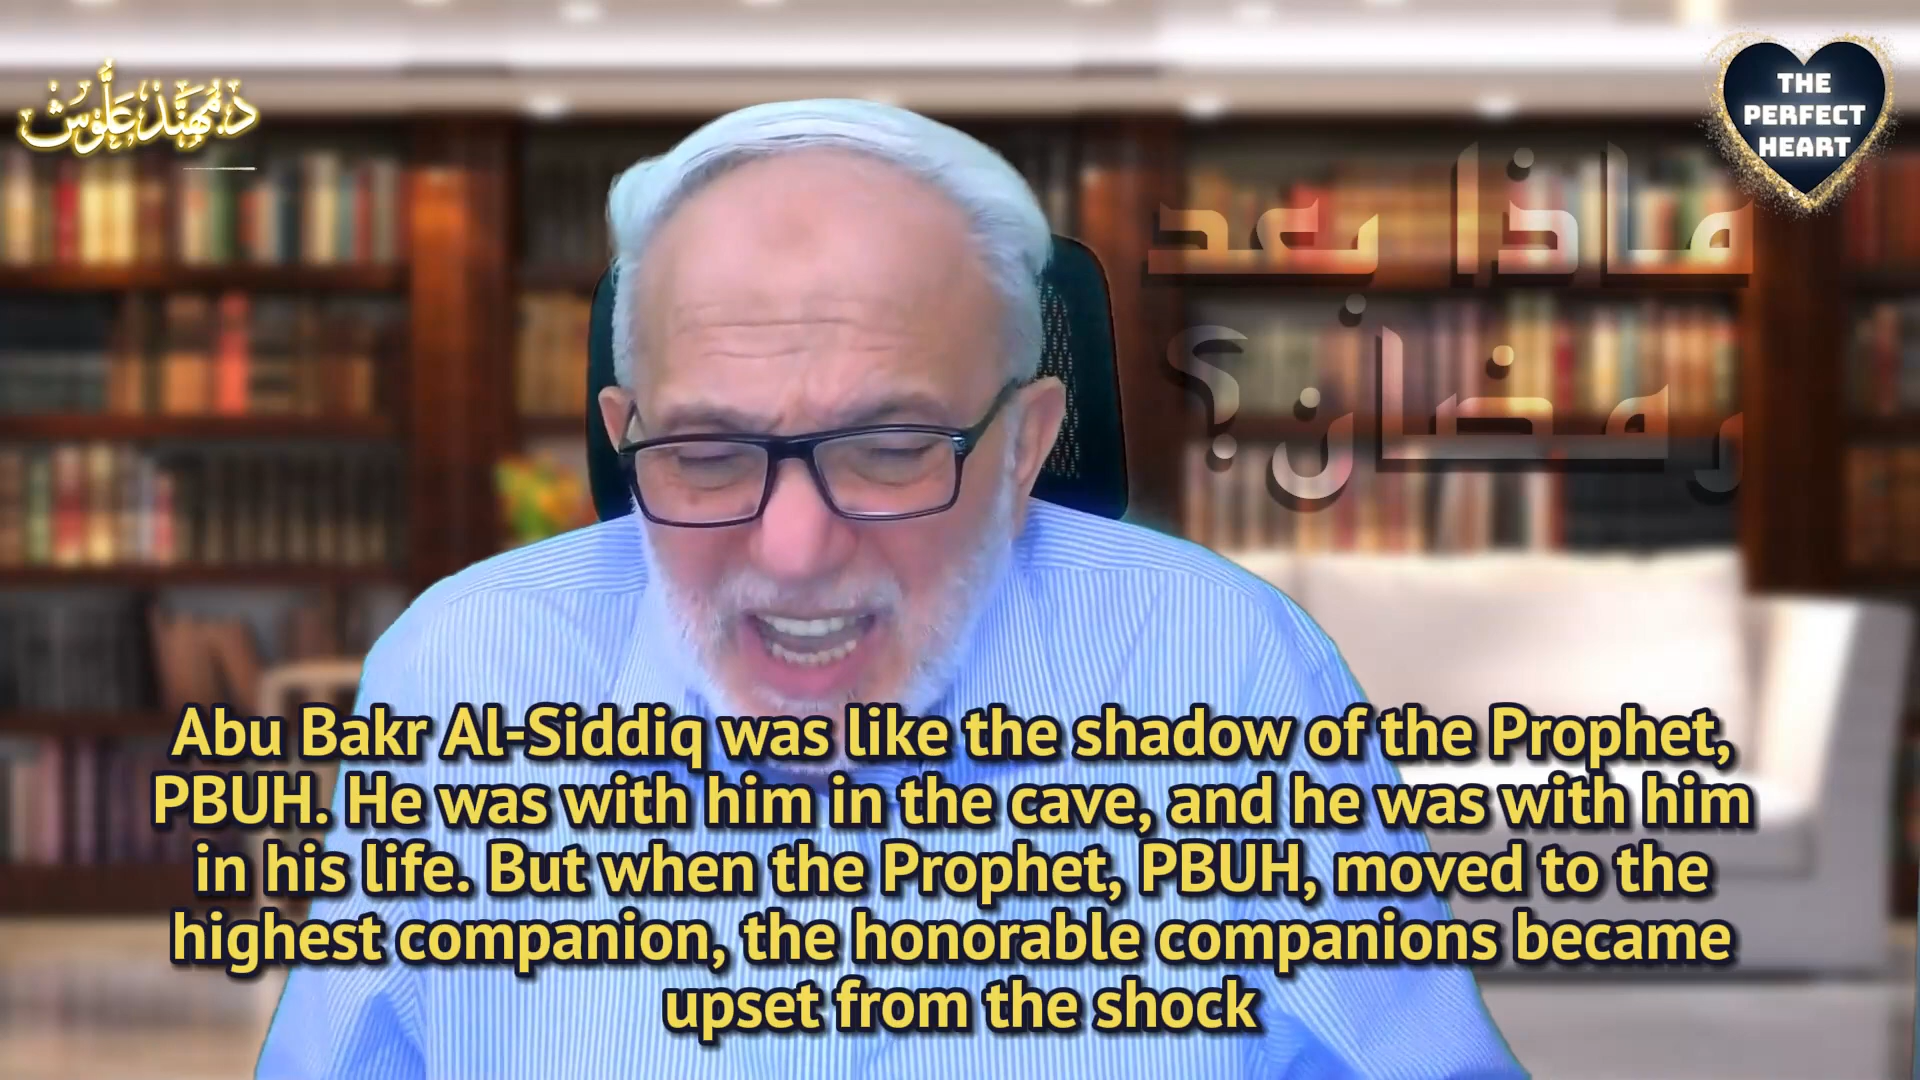 د. مُهَنَّد عَلُّوش
THE
PERFECT
HEART
ماذا بعد
رمضان؟
Abu Bakr Al-Siddiq was like the shadow of the Prophet,
PBUH. He was with him in the cave, and he was with him
in his life. But when the Prophet, PBUH, moved to the
highest companion, the honorable companions became
upset from the shock